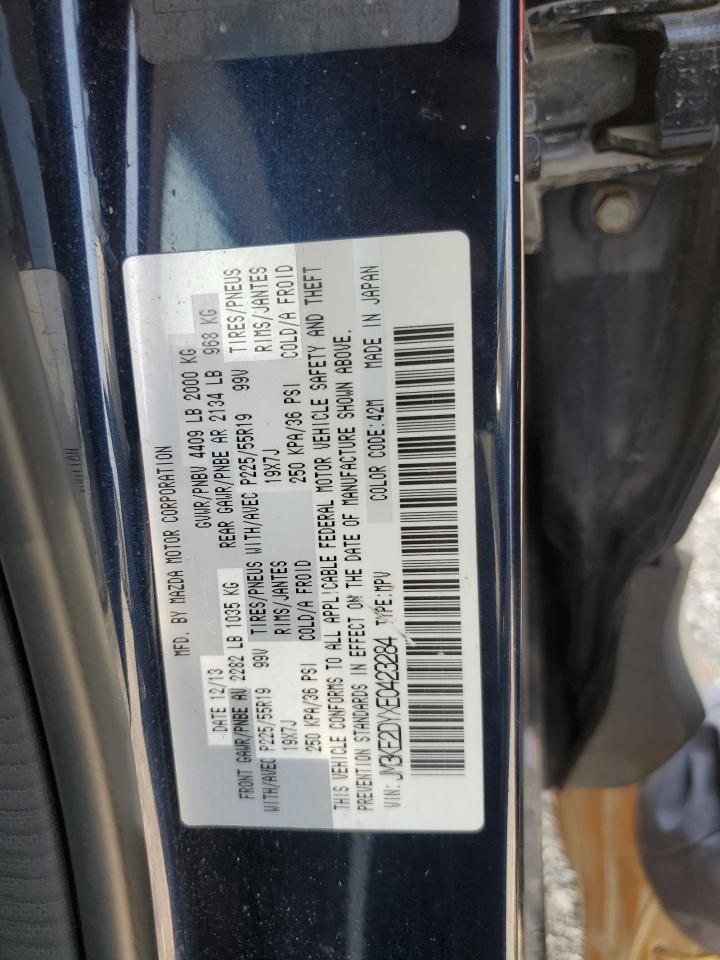 MFD. BY MAZDA MOTOR CORPORATION
DATE 12/13 GVWR/PNBV 4409 LB 2000 KG
FRONT GAWR/PNBE AV 2282 LB 1035 KG REAR GAWR/PNBE AR 2134 LB 968 KG
WITH/AVEC P225/55R19 99V TIRES/PNEUS WITH/AVEC P225/55R19 99V TIRES/PNEUS
19X7J RIMS/JANTES 19X7J RIMS/JANTES
250 KPA/36 PSI COLD/A FROID 250 KPA/36 PSI COLD/A FROID
THIS VEHICLE CONFORMS TO ALL APPLICABLE FEDERAL MOTOR VEHICLE SAFETY AND THEFT
PREVENTION STANDARDS IN EFFECT ON THE DATE OF MANUFACTURE SHOWN ABOVE.
VIN: JM3KE2DYXE0423284 TYPE:MPV COLOR CODE:42M MADE IN JAPAN